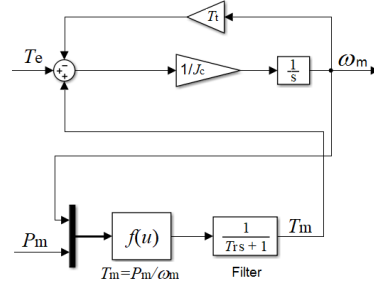 Tt
Te
− + +
1/Jc
1/s
ωm
Pm
f(u)
1/(Trs + 1)
Tm
Tm=Pm/ωm
Filter